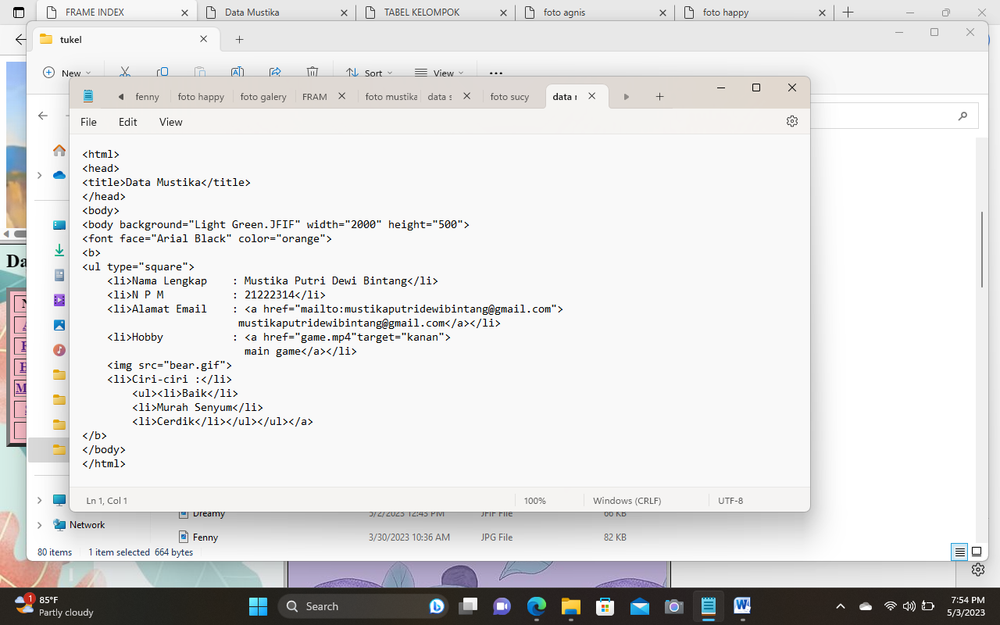 FRAME INDEX
Data Mustika
TABEL KELOMPOK
foto agnis
foto happy
tukel
New
Sort
View
fenny
foto happy
foto galery
FRAM
foto mustika
data s
foto sucy
data r
File
Edit
View
<html>
<head>
<title>Data Mustika</title>
</head>
<body>
<body background="Light Green.JFIF" width="2000" height="500">
<font face="Arial Black" color="orange">
<b>
<ul type="square">
<li>Nama Lengkap : Mustika Putri Dewi Bintang</li>
<li>N P M : 21222314</li>
<li>Alamat Email : <a href="mailto:mustikaputridewibintang@gmail.com">
mustikaputridewibintang@gmail.com</a></li>
<li>Hobby : <a href="game.mp4"target="kanan">
main game</a></li>
<img src="bear.gif">
<li>Ciri-ciri :</li>
<ul><li>Baik</li>
<li>Murah Senyum</li>
<li>Cerdik</li></ul></ul></a>
</b>
</body>
</html>
Ln 1, Col 1
100%
Windows (CRLF)
UTF-8
Da
Dreamy 5/2/2023 12:43 PM JFIF File 66 KB
Network
Fenny 3/30/2023 10:36 AM JPG File 82 KB
80 items
1 item selected 664 bytes
1
85°F
Partly cloudy
Search
7:54 PM
5/3/2023